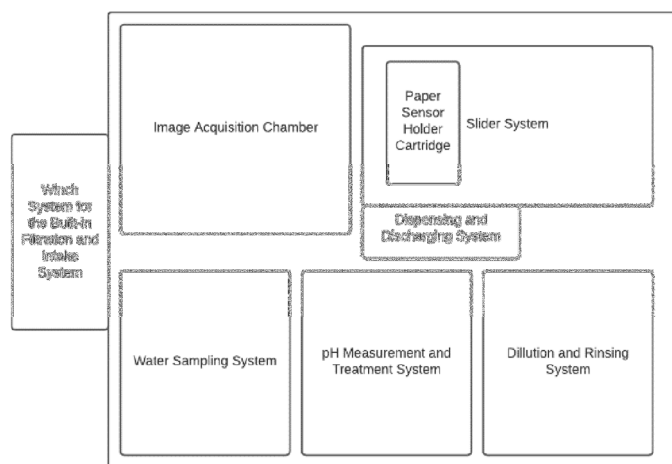 Image Acquisition Chamber
Paper
Sensor
Holder
Cartridge
Slider System
Winch
System for
the Built-in
Filtration and
Intake
System
Dispensing and
Discharging System
Water Sampling System
pH Measurement and
Treatment System
Dillution and Rinsing
System